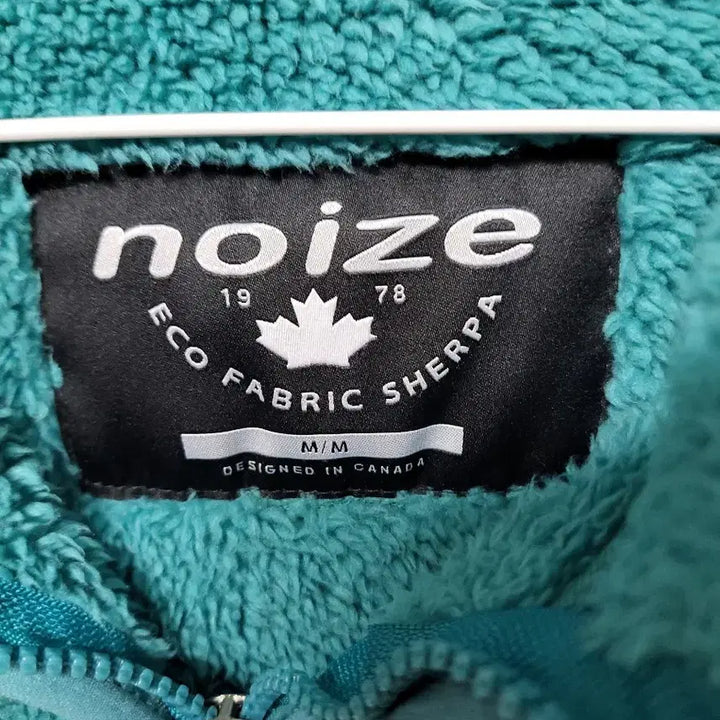 noize
19 78
ECO FABRIC SHERPA
M/M
DESIGNED IN CANADA